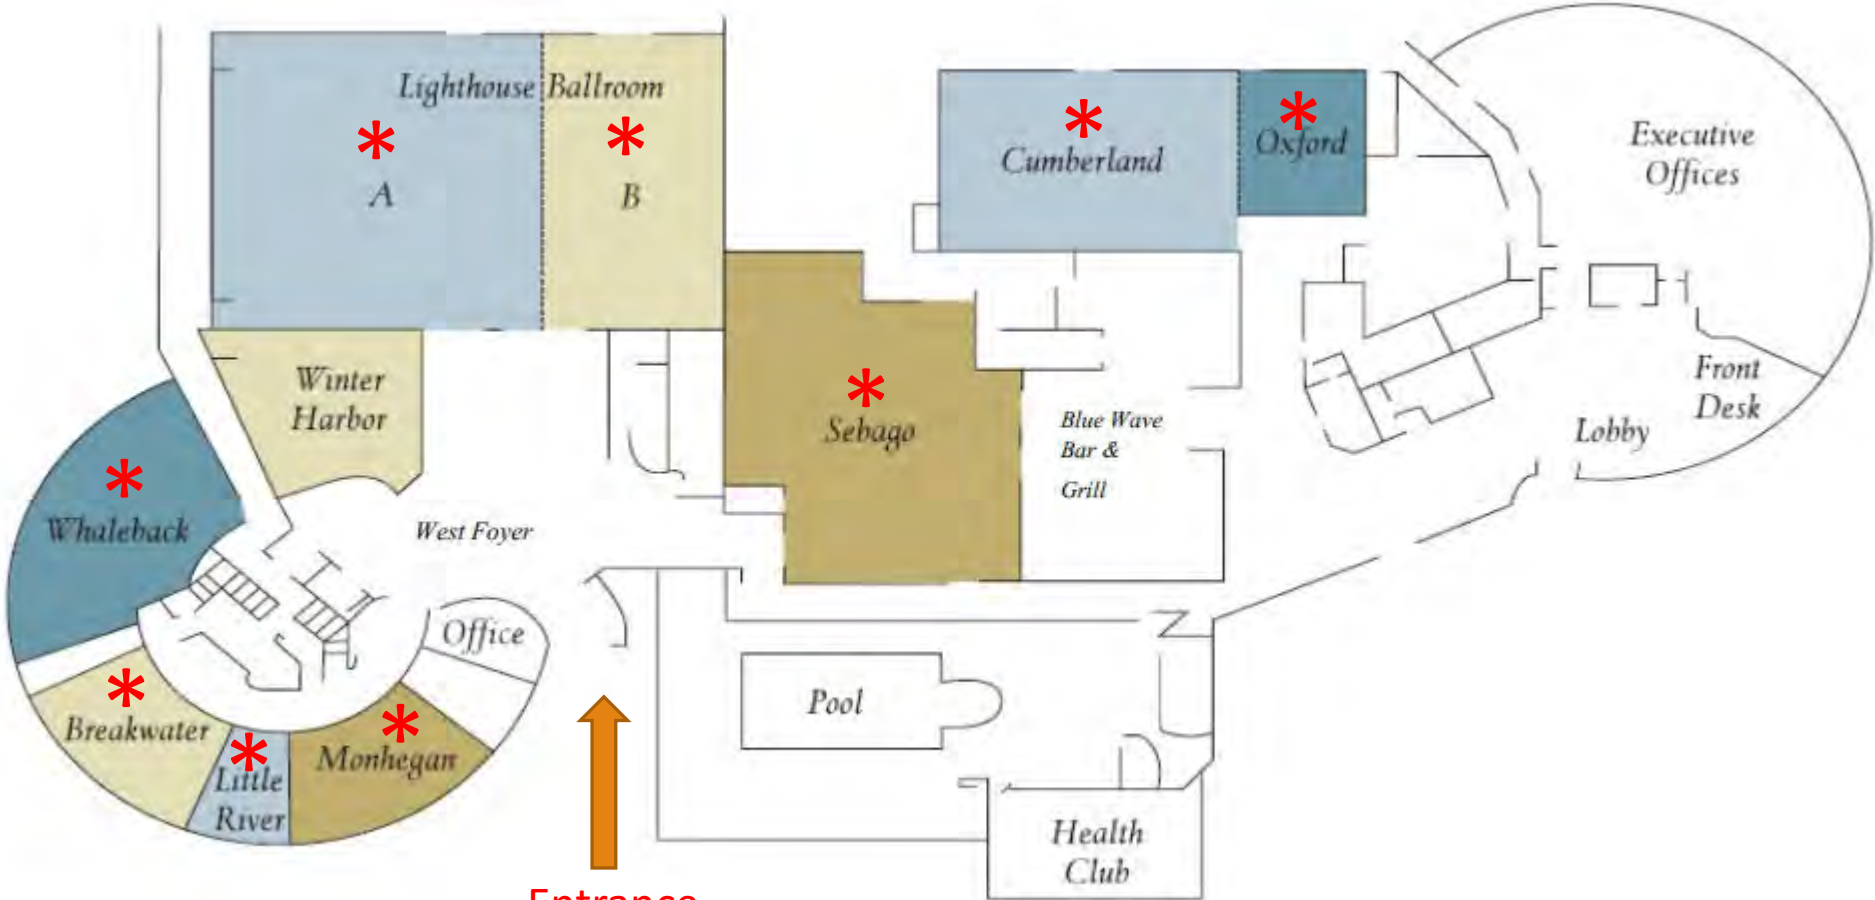 Lighthouse Ballroom
*
*
A
B
*
Cumberland
*
Oxford
Executive
Offices
Winter
Harbor
*
Sebago
Blue Wave
Bar &
Grill
Front
Desk
Lobby
*
Whaleback
West Foyer
Office
*
Breakwater
*
Little
River
*
Monhegan
Pool
Health
Club
Entrance